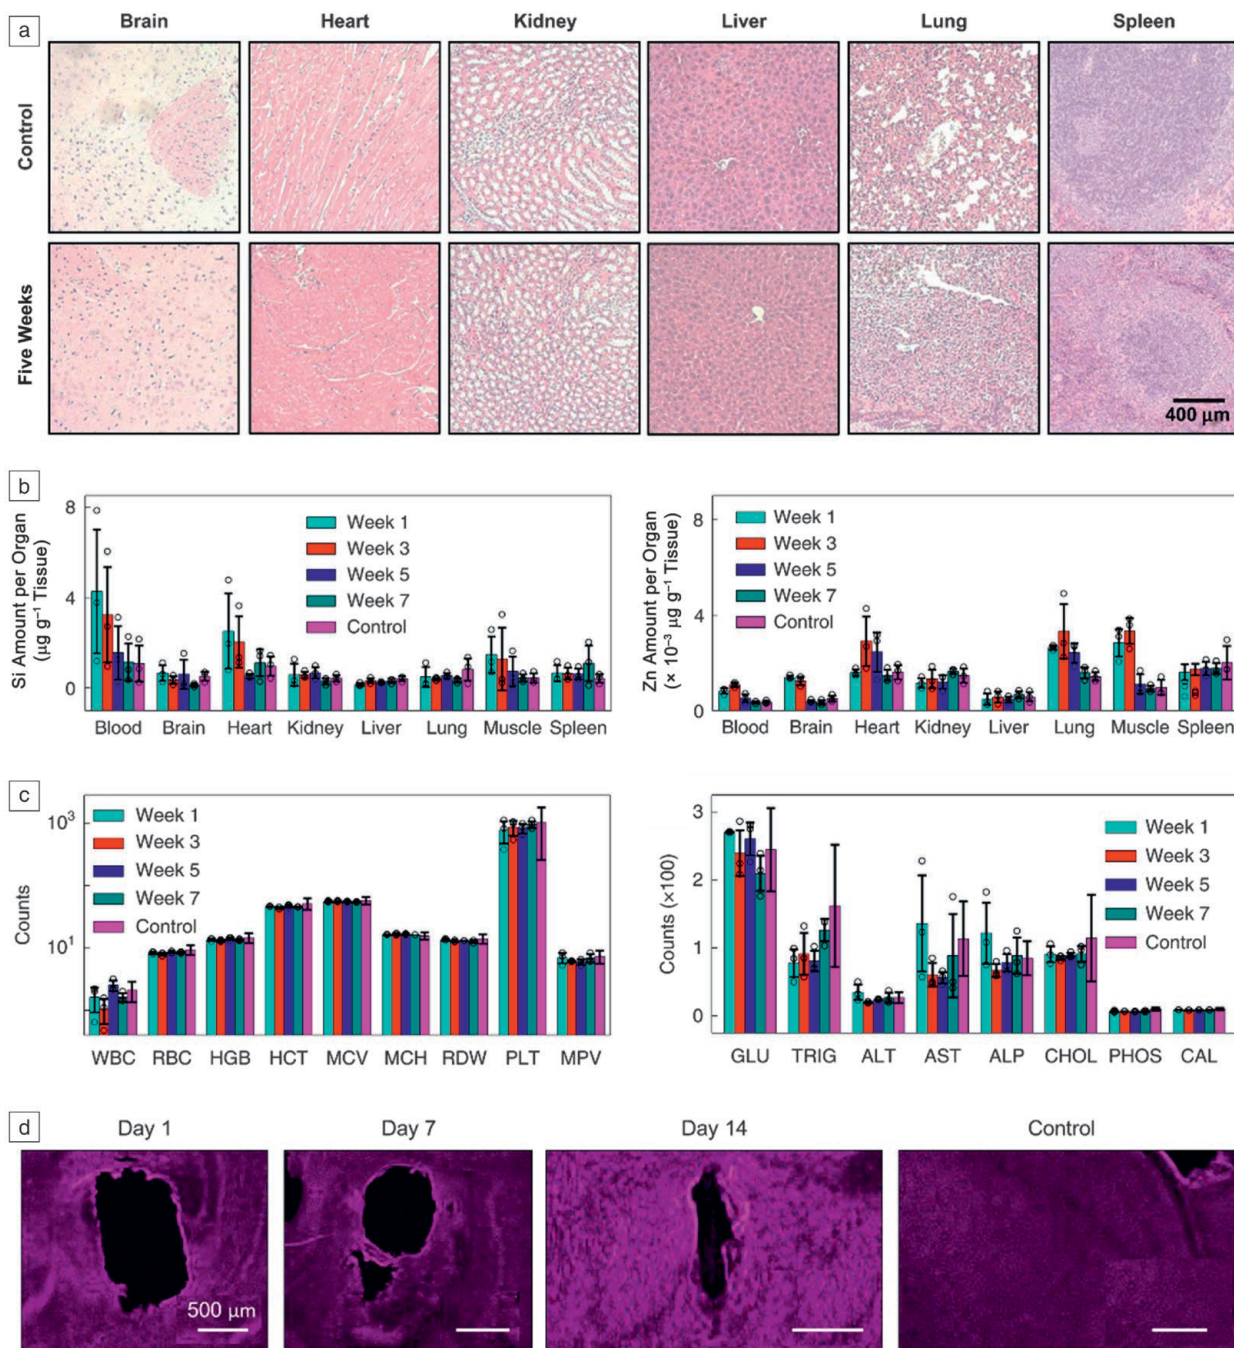 a
Brain Heart Kidney Liver Lung Spleen
Control
Five Weeks
400 µm
b
Si Amount per Organ
(µg g⁻¹ Tissue)
8
4
0
Week 1
Week 3
Week 5
Week 7
Control
Blood Brain Heart Kidney Liver Lung Muscle Spleen
Zn Amount per Organ
(× 10⁻³ µg g⁻¹ Tissue)
8
4
0
Week 1
Week 3
Week 5
Week 7
Control
Blood Brain Heart Kidney Liver Lung Muscle Spleen
c
Counts
10³
10¹
Week 1
Week 3
Week 5
Week 7
Control
WBC RBC HGB HCT MCV MCH RDW PLT MPV
Counts (×100)
3
2
1
0
Week 1
Week 3
Week 5
Week 7
Control
GLU TRIG ALT AST ALP CHOL PHOS CAL
d
Day 1 Day 7 Day 14 Control
500 µm